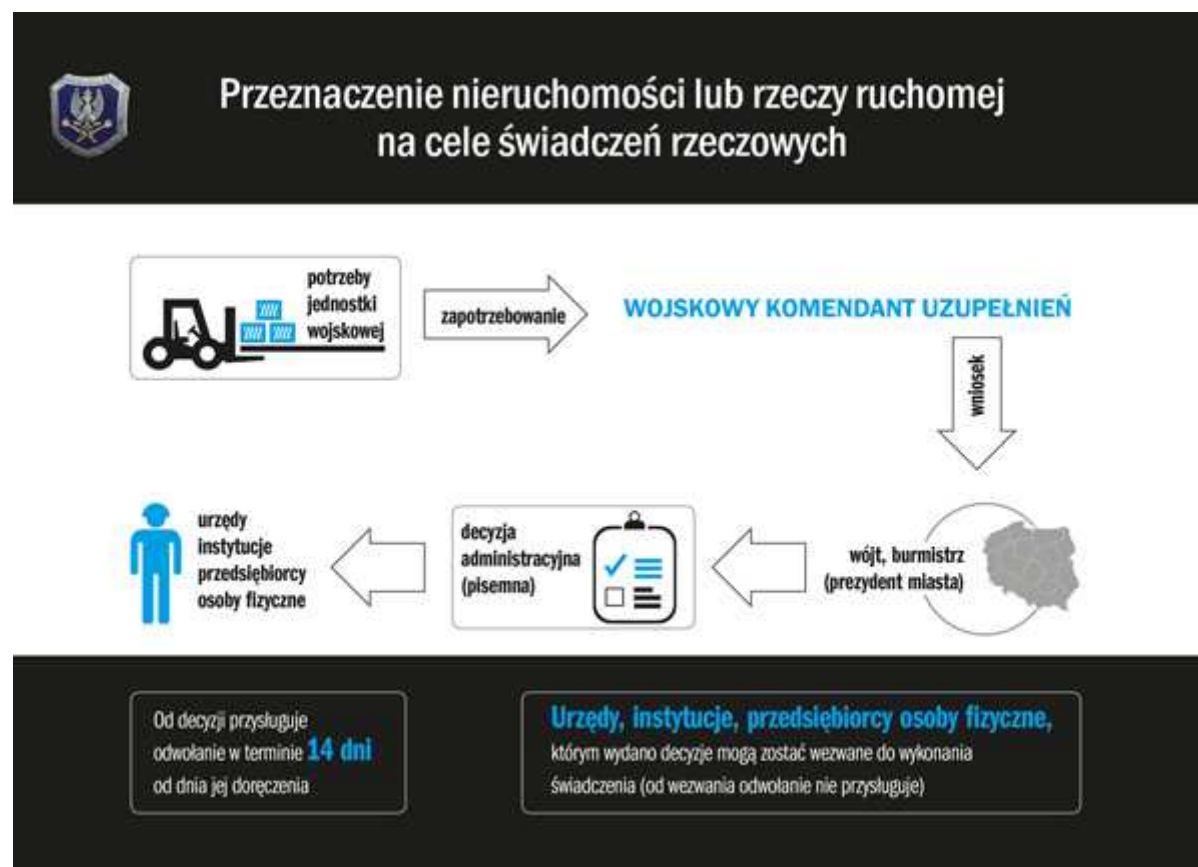 Przeznaczenie nieruchomości lub rzeczy ruchomej
na cele świadczeń rzeczowych
potrzeby
jednostki
wojskowej
zapotrzebowanie
WOJSKOWY KOMENDANT UZUPEŁNIEŃ
wniosek
urzędy
instytucje
przedsiębiorcy
osoby fizyczne
decyzja
administracyjna
(pisemna)
wójt, burmistrz
(prezydent miasta)
Od decyzji przysługuje
odwołanie w terminie 14 dni
od dnia jej doręczenia
Urzędy, instytucje, przedsiębiorcy osoby fizyczne,
którym wydano decyzje mogą zostać wezwane do wykonania
świadczenia (od wezwania odwołanie nie przysługuje)